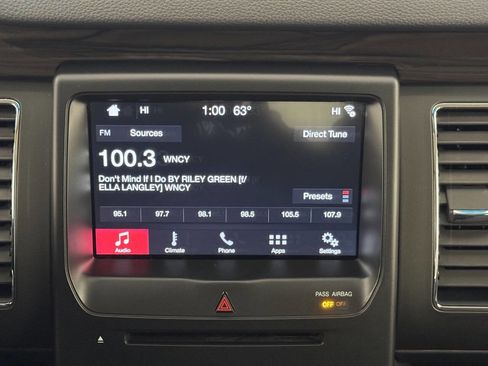 HI 1:00 63° HI
FM Sources Direct Tune
100.3 WNCY
Don't Mind If I Do BY RILEY GREEN [f/
ELLA LANGLEY] WNCY
Presets
95.1 97.7 98.1 98.5 105.5 107.9
Audio Climate Phone Apps Settings
PASS AIRBAG
OFF OFF